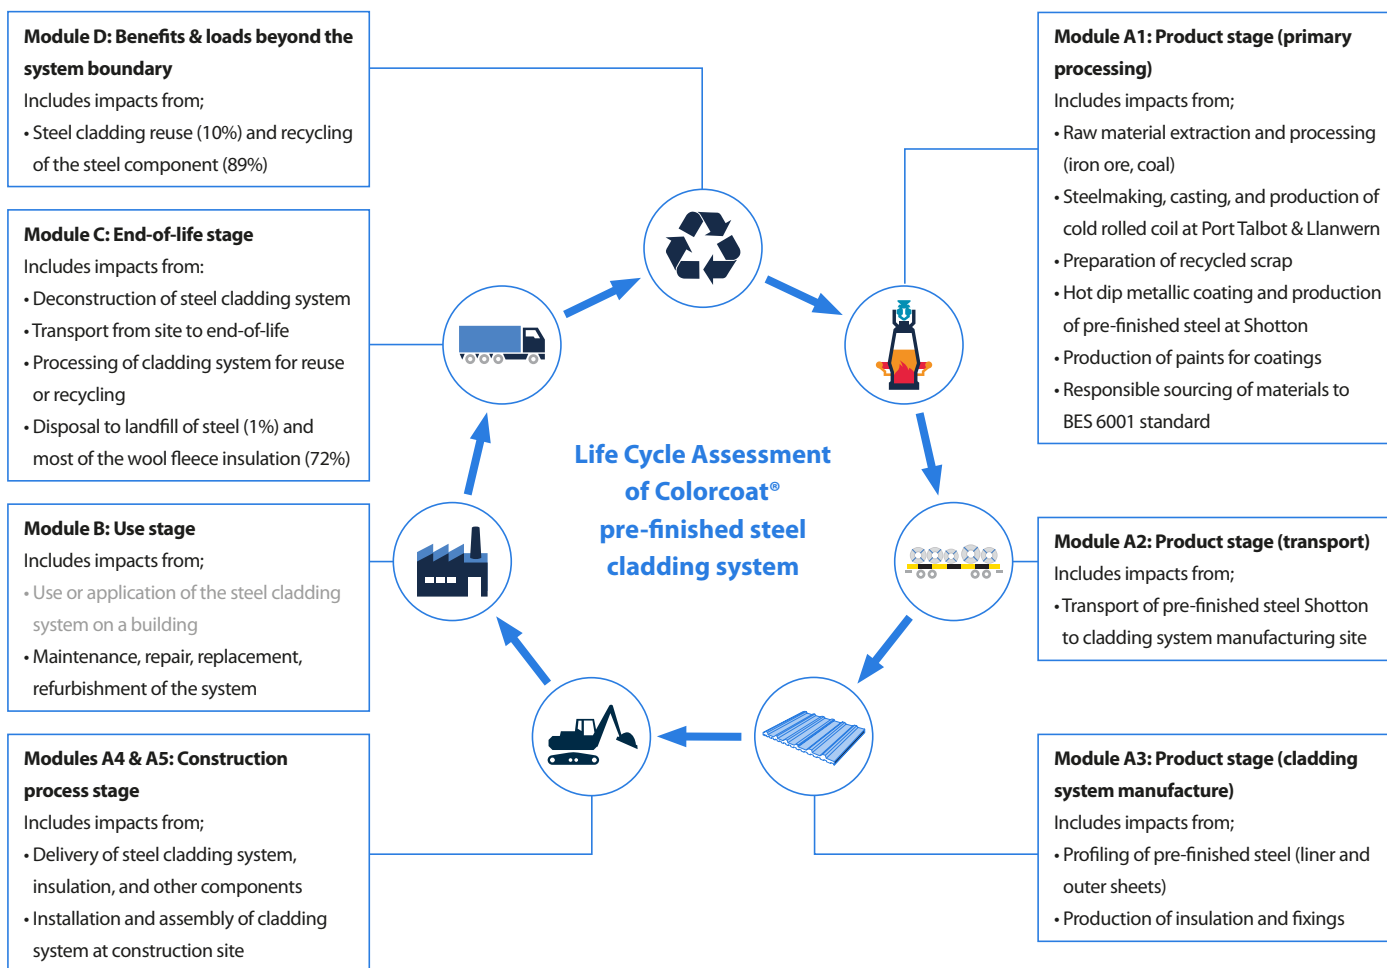 Module D: Benefits & loads beyond the
system boundary
Includes impacts from;
• Steel cladding reuse (10%) and recycling
of the steel component (89%)
Module C: End-of-life stage
Includes impacts from:
• Deconstruction of steel cladding system
• Transport from site to end-of-life
• Processing of cladding system for reuse
or recycling
• Disposal to landfill of steel (1%) and
most of the wool fleece insulation (72%)
Module B: Use stage
Includes impacts from;
• Use or application of the steel cladding
system on a building
• Maintenance, repair, replacement,
refurbishment of the system
Modules A4 & A5: Construction
process stage
Includes impacts from;
• Delivery of steel cladding system,
insulation, and other components
• Installation and assembly of cladding
system at construction site
Life Cycle Assessment
of Colorcoat®
pre-finished steel
cladding system
Module A1: Product stage (primary
processing)
Includes impacts from;
• Raw material extraction and processing
(iron ore, coal)
• Steelmaking, casting, and production of
cold rolled coil at Port Talbot & Llanwern
• Preparation of recycled scrap
• Hot dip metallic coating and production
of pre-finished steel at Shotton
• Production of paints for coatings
• Responsible sourcing of materials to
BES 6001 standard
Module A2: Product stage (transport)
Includes impacts from;
• Transport of pre-finished steel Shotton
to cladding system manufacturing site
Module A3: Product stage (cladding
system manufacture)
Includes impacts from;
• Profiling of pre-finished steel (liner and
outer sheets)
• Production of insulation and fixings